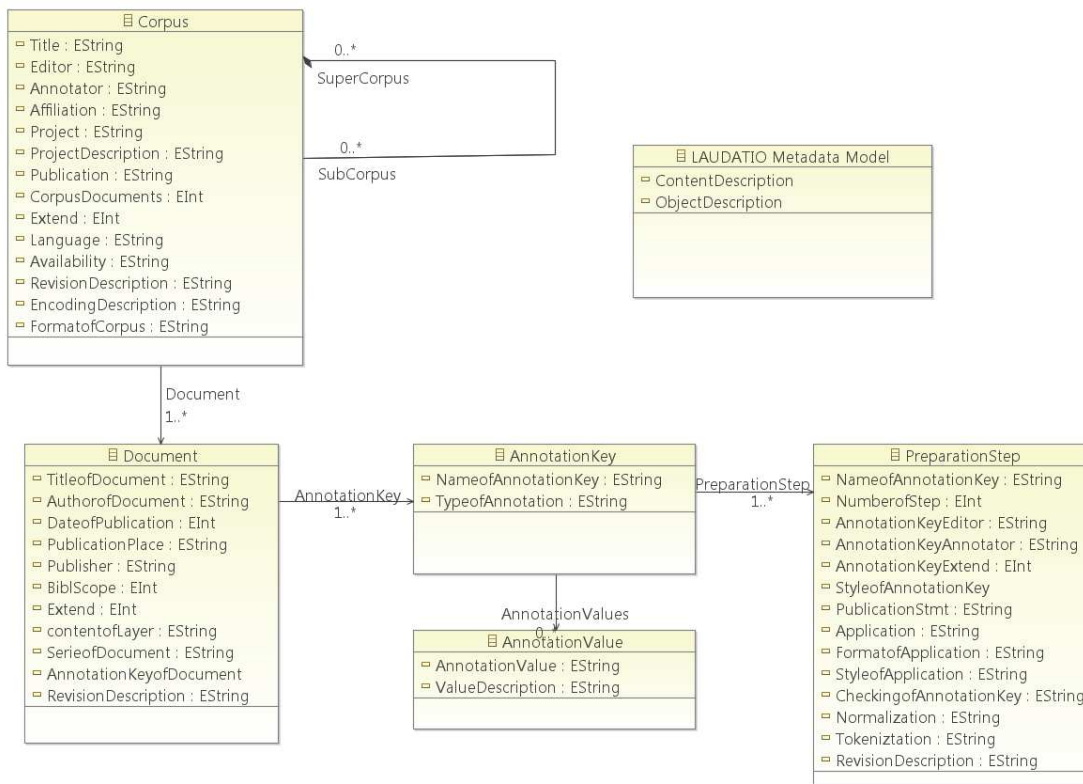 Corpus
Title : EString
Editor : EString
Annotator : EString
Affiliation : EString
Project : EString
ProjectDescription : EString
Publication : EString
CorpusDocuments : EInt
Extend : EInt
Language : EString
Availability : EString
RevisionDescription : EString
EncodingDescription : EString
FormatofCorpus : EString
0..*
SuperCorpus
0..*
SubCorpus
LAUDATIO Metadata Model
ContentDescription
ObjectDescription
Document
1..*
Document
TitleofDocument : EString
AuthorofDocument : EString
DateofPublication : EInt
PublicationPlace : EString
Publisher : EString
BiblScope : EInt
Extend : EInt
contentofLayer : EString
SerieofDocument : EString
AnnotationKeyofDocument
RevisionDescription : EString
AnnotationKey
1..*
AnnotationKey
NameofAnnotationKey : EString
TypeofAnnotation : EString
PreparationStep
1..*
AnnotationValues
0..*
AnnotationValue
AnnotationValue : EString
ValueDescription : EString
PreparationStep
NameofAnnotationKey : EString
NumberofStep : EInt
AnnotationKeyEditor : EString
AnnotationKeyAnnotator : EString
AnnotationKeyExtend : EInt
StyleofAnnotationKey
PublicationStmt : EString
Application : EString
FormatofApplication : EString
StyleofApplication : EString
CheckingofAnnotationKey : EString
Normalization : EString
Tokeniztation : EString
RevisionDescription : EString